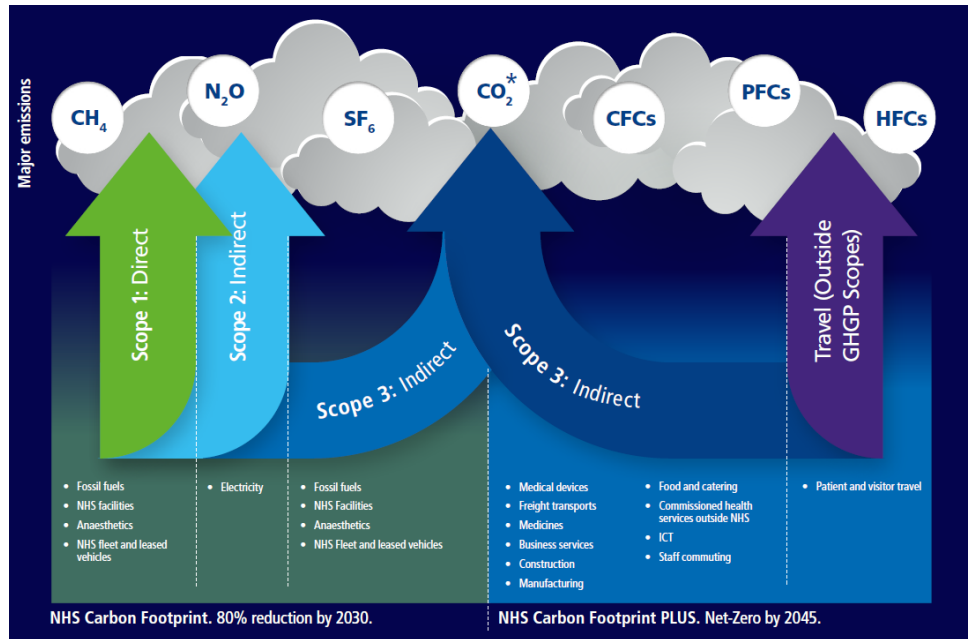 Major emissions
CH₄
N₂O
SF₆
CO₂*
CFCs
PFCs
HFCs
Scope 1: Direct
Scope 2: Indirect
Scope 3: Indirect
Scope 3: Indirect
Travel (Outside
GHGP Scopes)
• Fossil fuels
• NHS facilities
• Anaesthetics
• NHS fleet and leased
vehicles
• Electricity
• Fossil fuels
• NHS Facilities
• Anaesthetics
• NHS Fleet and leased vehicles
• Medical devices
• Freight transports
• Medicines
• Business services
• Construction
• Manufacturing
• Food and catering
• Commissioned health
services outside NHS
• ICT
• Staff commuting
• Patient and visitor travel
NHS Carbon Footprint. 80% reduction by 2030.
NHS Carbon Footprint PLUS. Net-Zero by 2045.